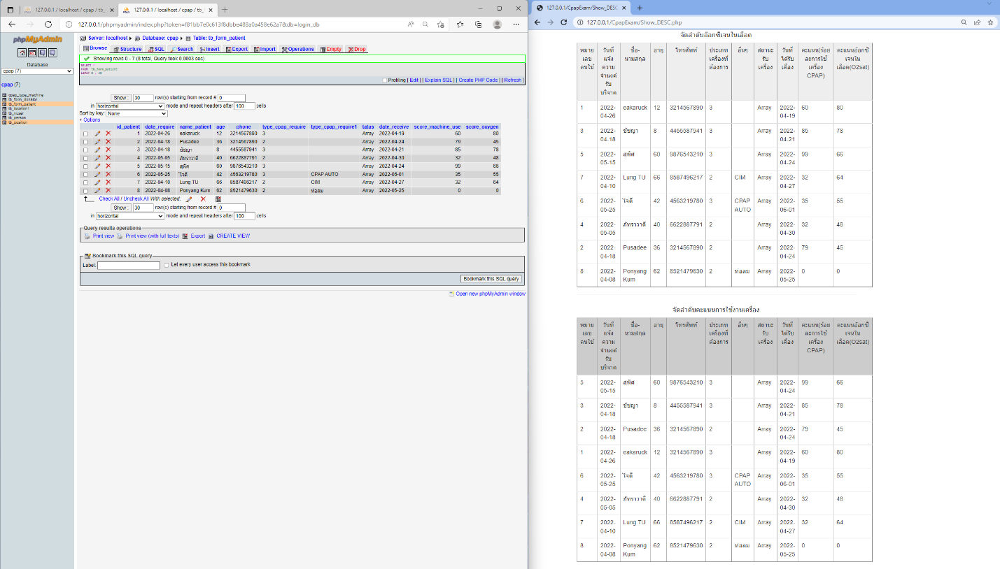 127.0.0.1 / localhost / cpap / tb_
127.0.0.1 / localhost / cpap / tb_
127.0.0.1/phpmyadmin/index.php?token=f81bbf7e0c613f8dbbe488a0a458e62a7&db=login_db
phpMyAdmin
Database
cpap (7)
cpap (7)
cpap_type_machine
tb_form_donator
tb_form_patient
tb_location1
tb_nuser
tb_person
tb_position
Server: localhost Database: cpap Table: tb_form_patient
Browse Structure SQL Search Insert Export Import Operations Empty Drop
Showing rows 0 - 7 (8 total, Query took 0.0003 sec)
SELECT *
FROM `tb_form_patient`
LIMIT 0 , 30
Profiling [ Edit ] [ Explain SQL ] [ Create PHP Code ] [ Refresh ]
Show : 30 row(s) starting from record # 0
in horizontal mode and repeat headers after 100 cells
Sort by key: None
+ Options
id_patient date_require name_patient age phone type_cpap_require type_cpap_require1 tatus date_receive score_machine_use score_oxygen
1 2022-04-26 eakaruck 12 3214567890 3 Array 2022-04-19 60 80
2 2022-04-18 Pusadee 36 3214567890 2 Array 2022-04-24 79 45
3 2022-04-18 ชัชญา 8 4455587941 3 Array 2022-04-21 85 78
4 2022-05-05 ภัทราวาดี 40 6622887791 2 Array 2022-04-30 32 48
5 2022-05-15 สุพิศ 60 9876543210 3 Array 2022-04-24 99 66
6 2022-05-25 ใจดี 42 4563219780 3 CPAP AUTO Array 2022-06-01 35 55
7 2022-04-10 Lung TU 66 8587496217 2 CIM Array 2022-04-27 32 64
8 2022-04-08 Ponyang Kum 62 8521479630 2 ท่อลม Array 2022-05-25 0 0
Check All / Uncheck All With selected:
Show : 30 row(s) starting from record # 0
in horizontal mode and repeat headers after 100 cells
Query results operations
Print view Print view (with full texts) Export CREATE VIEW
Bookmark this SQL query
Label: Let every user access this bookmark
Bookmark this SQL query
Open new phpMyAdmin window
127.0.0.1/CpapExam/Show_DESC
127.0.0.1/CpapExam/Show_DESC.php
จัดลำดับอ๊อกซีเจนในเลือด
หมาย วันที่ ชื่อ- อายุ โทรศัพท์ ประเภท อื่นๆ สถานะ วันที่ คะแนน(ร้อย คะแนนอ๊อกซี
เลข แจ้ง นามสกุล เครื่องที่ รับ ได้รับ ละการใช้ เจนใน
คนใช้ ความ ต้องการ เครื่อง เครื่อง เครื่อง เลือด(O2sat)
จำนงค์ CPAP)
รับ
บริจาค
1 2022- eakaruck 12 3214567890 3 Array 2022- 60 80
04-26 04-19
3 2022- ชัชญา 8 4455587941 3 Array 2022- 85 78
04-18 04-21
5 2022- สุพิศ 60 9876543210 3 Array 2022- 99 66
05-15 04-24
7 2022- Lung TU 66 8587496217 2 CIM Array 2022- 32 64
04-10 04-27
6 2022- ใจดี 42 4563219780 3 CPAP Array 2022- 35 55
05-25 AUTO 06-01
4 2022- ภัทราวาดี 40 6622887791 2 Array 2022- 32 48
05-05 04-30
2 2022- Pusadee 36 3214567890 2 Array 2022- 79 45
04-18 04-24
8 2022- Ponyang 62 8521479630 2 ท่อลม Array 2022- 0 0
04-08 Kum 05-25
จัดลำดับคะแนนการใช้งานเครื่อง
หมาย วันที่ ชื่อ- อายุ โทรศัพท์ ประเภท อื่นๆ สถานะ วันที่ คะแนน(ร้อย คะแนนอ๊อกซี
เลข แจ้ง นามสกุล เครื่องที่ รับ ได้รับ ละการใช้ เจนใน
คนใช้ ความ ต้องการ เครื่อง เครื่อง เครื่อง เลือด(O2sat)
จำนงค์ CPAP)
รับ
บริจาค
5 2022- สุพิศ 60 9876543210 3 Array 2022- 99 66
05-15 04-24
3 2022- ชัชญา 8 4455587941 3 Array 2022- 85 78
04-18 04-21
2 2022- Pusadee 36 3214567890 2 Array 2022- 79 45
04-18 04-24
1 2022- eakaruck 12 3214567890 3 Array 2022- 60 80
04-26 04-19
6 2022- ใจดี 42 4563219780 3 CPAP Array 2022- 35 55
05-25 AUTO 06-01
4 2022- ภัทราวาดี 40 6622887791 2 Array 2022- 32 48
05-05 04-30
7 2022- Lung TU 66 8587496217 2 CIM Array 2022- 32 64
04-10 04-27
8 2022- Ponyang 62 8521479630 2 ท่อลม Array 2022- 0 0
04-08 Kum 05-25